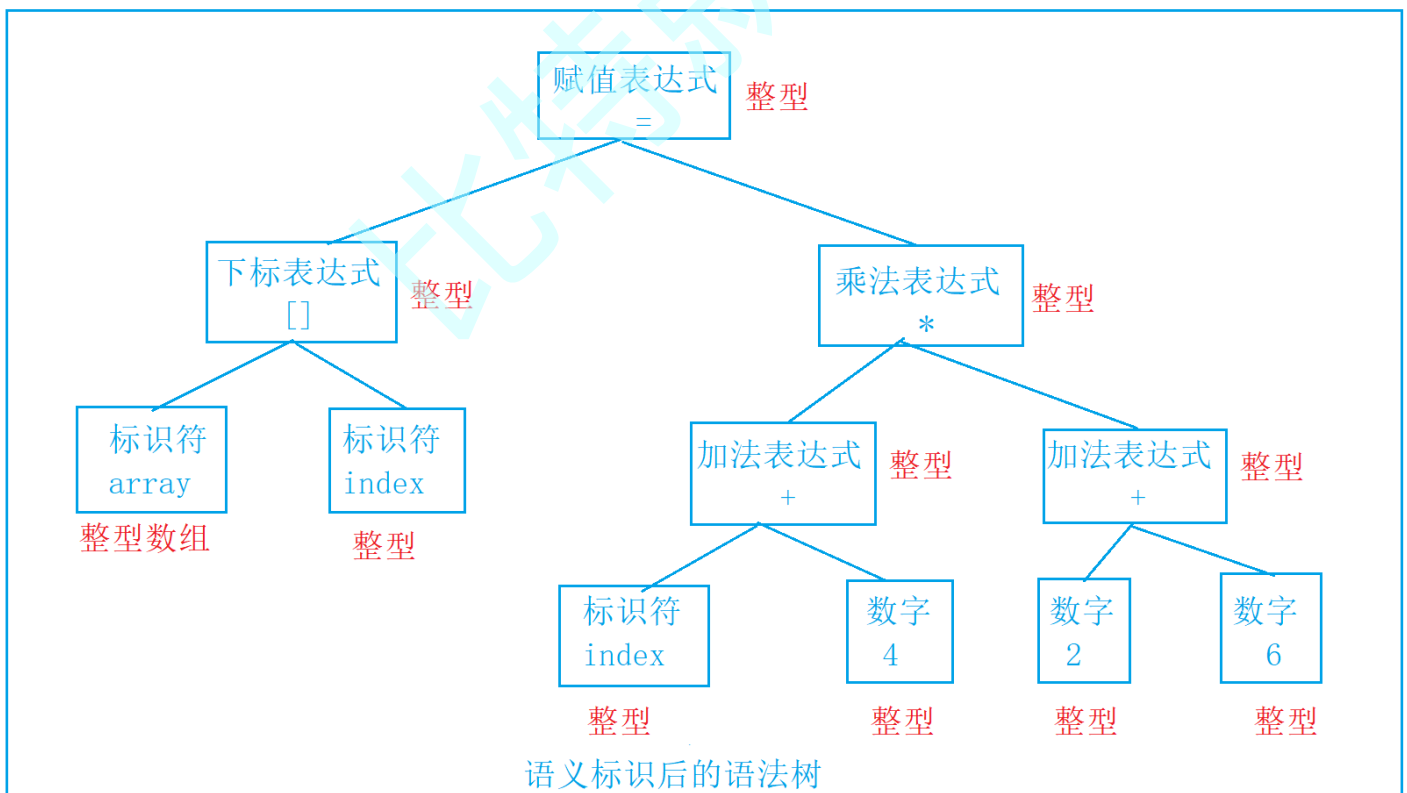 赋值表达式
=
整型
下标表达式
[]
整型
乘法表达式
*
整型
标识符
array
整型数组
标识符
index
整型
加法表达式
+
整型
加法表达式
+
整型
标识符
index
整型
数字
4
整型
数字
2
整型
数字
6
整型
语义标识后的语法树
比特